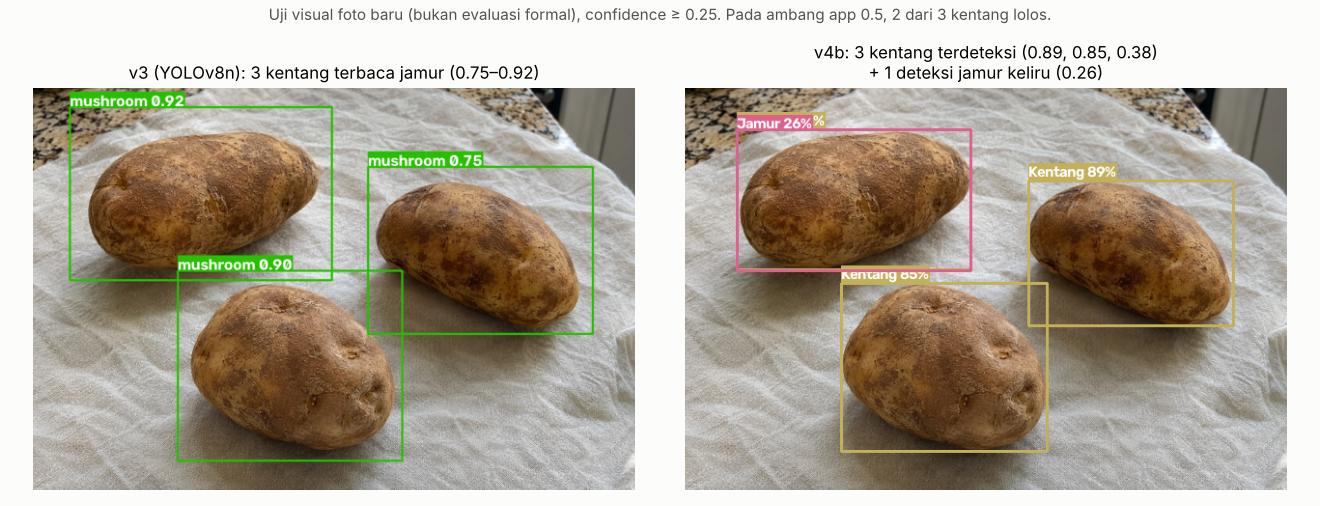 Uji visual foto baru (bukan evaluasi formal), confidence ≥ 0.25. Pada ambang app 0.5, 2 dari 3 kentang lolos.
v3 (YOLOv8n): 3 kentang terbaca jamur (0.75–0.92)
mushroom 0.92
mushroom 0.75
mushroom 0.90
v4b: 3 kentang terdeteksi (0.89, 0.85, 0.38)
+ 1 deteksi jamur keliru (0.26)
Jamur 26%
%
Kentang 89%
Kentang 85%